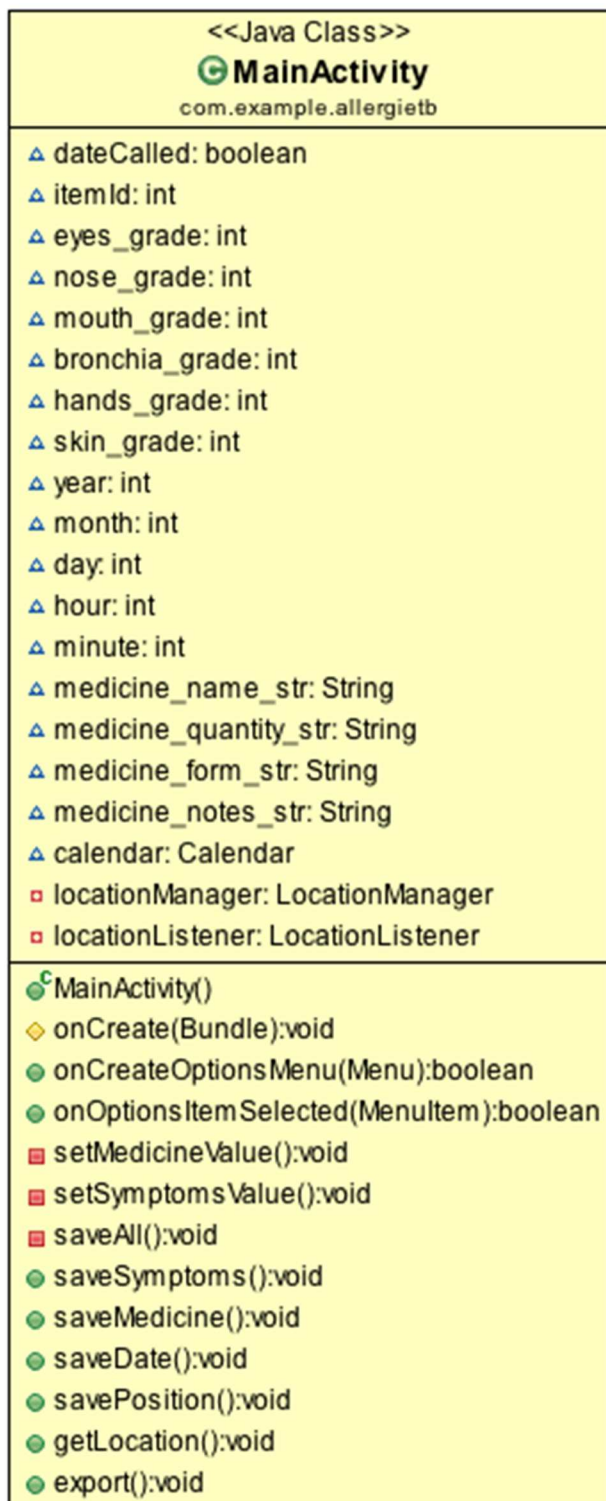 <<Java Class>>
MainActivity
com.example.allergietb
dateCalled: boolean
itemId: int
eyes_grade: int
nose_grade: int
mouth_grade: int
bronchia_grade: int
hands_grade: int
skin_grade: int
year: int
month: int
day: int
hour: int
minute: int
medicine_name_str: String
medicine_quantity_str: String
medicine_form_str: String
medicine_notes_str: String
calendar: Calendar
locationManager: LocationManager
locationListener: LocationListener
MainActivity()
onCreate(Bundle):void
onCreateOptionsMenu(Menu):boolean
onOptionsItemSelected(MenuItem):boolean
setMedicineValue():void
setSymptomsValue():void
saveAll():void
saveSymptoms():void
saveMedicine():void
saveDate():void
savePosition():void
getLocation():void
export():void